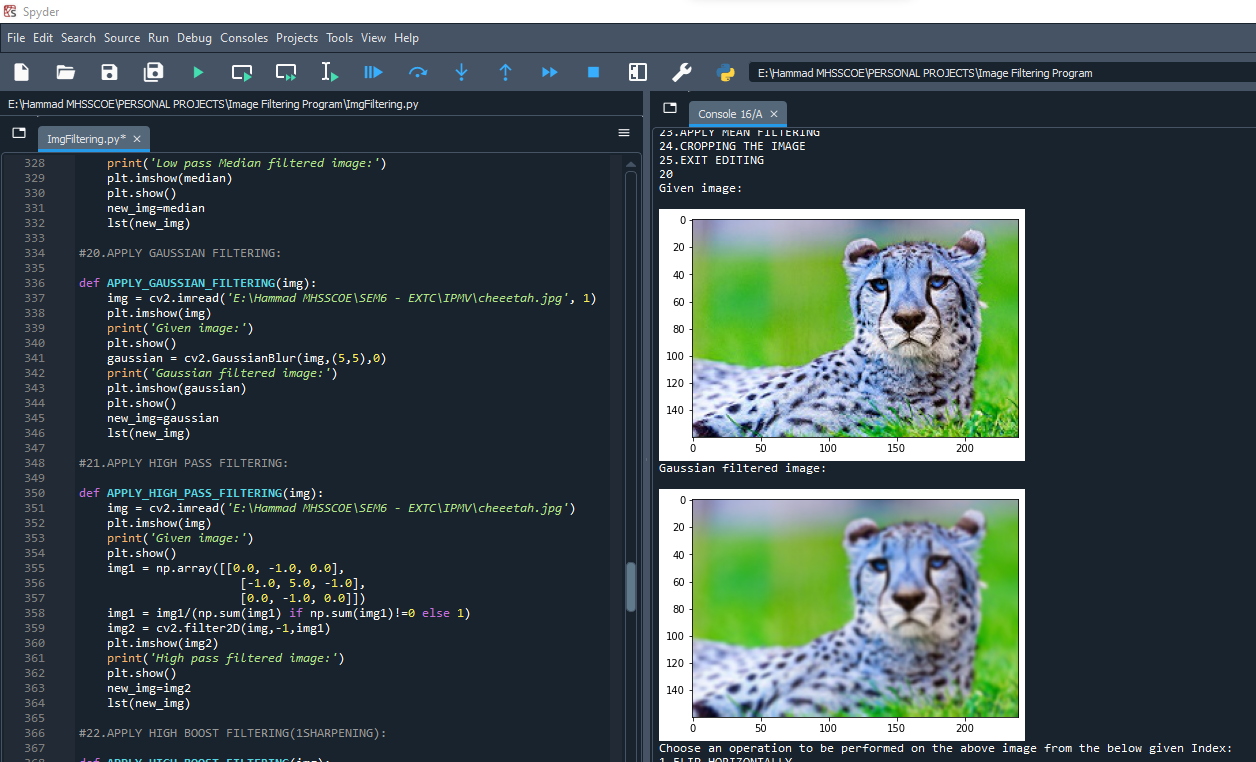 Spyder
File Edit Search Source Run Debug Consoles Projects Tools View Help
E:\Hammad MHSSCOE\PERSONAL PROJECTS\Image Filtering Program
E:\Hammad MHSSCOE\PERSONAL PROJECTS\Image Filtering Program\ImgFiltering.py
ImgFiltering.py*
328 print('Low pass Median filtered image:')
329 plt.imshow(median)
330 plt.show()
331 new_img=median
332 lst(new_img)
333
334 #20.APPLY GAUSSIAN FILTERING:
335
336 def APPLY_GAUSSIAN_FILTERING(img):
337 img = cv2.imread('E:\Hammad MHSSCOE\SEM6 - EXTC\IPMV\cheeetah.jpg', 1)
338 plt.imshow(img)
339 print('Given image:')
340 plt.show()
341 gaussian = cv2.GaussianBlur(img,(5,5),0)
342 print('Gaussian filtered image:')
343 plt.imshow(gaussian)
344 plt.show()
345 new_img=gaussian
346 lst(new_img)
347
348 #21.APPLY HIGH PASS FILTERING:
349
350 def APPLY_HIGH_PASS_FILTERING(img):
351 img = cv2.imread('E:\Hammad MHSSCOE\SEM6 - EXTC\IPMV\cheeetah.jpg')
352 plt.imshow(img)
353 print('Given image:')
354 plt.show()
355 img1 = np.array([[0.0, -1.0, 0.0],
356 [-1.0, 5.0, -1.0],
357 [0.0, -1.0, 0.0]])
358 img1 = img1/(np.sum(img1) if np.sum(img1)!=0 else 1)
359 img2 = cv2.filter2D(img,-1,img1)
360 plt.imshow(img2)
361 print('High pass filtered image:')
362 plt.show()
363 new_img=img2
364 lst(new_img)
365
366 #22.APPLY HIGH BOOST FILTERING(1SHARPENING):
367
368 def APPLY_HIGH_BOOST_FILTERING(img):
Console 16/A
23.APPLY MEAN FILTERING
24.CROPPING THE IMAGE
25.EXIT EDITING
20
Given image:
0
20
40
60
80
100
120
140
0 50 100 150 200
Gaussian filtered image:
0
20
40
60
80
100
120
140
0 50 100 150 200
Choose an operation to be performed on the above image from the below given Index:
1.FLIP HORIZONTALLY